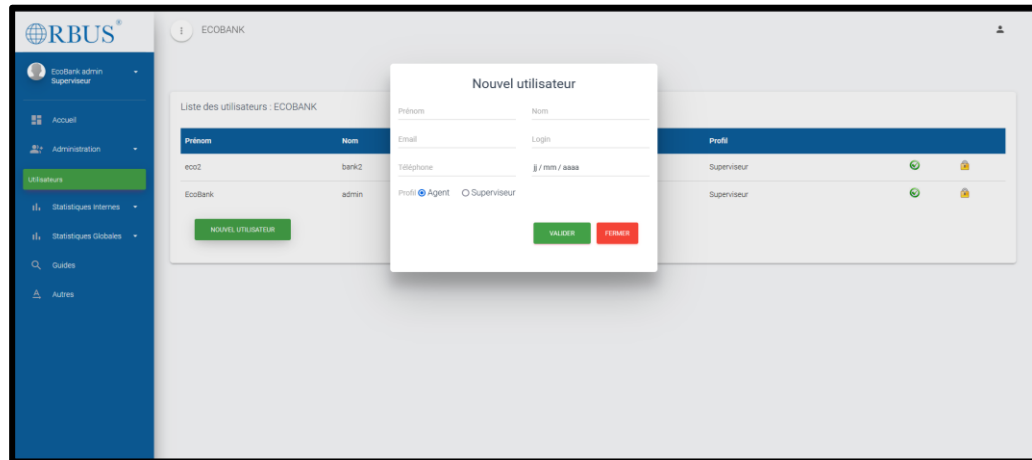 ORBUS®
EcoBank admin
Superviseur
Accueil
Administration
Utilisateurs
Statistiques Internes
Statistiques Globales
Guides
Autres
ECOBANK
Liste des utilisateurs : ECOBANK
Prénom Nom Profil
eco2 bank2 Superviseur
EcoBank admin Superviseur
NOUVEL UTILISATEUR
Nouvel utilisateur
Prénom Nom
Email Login
Téléphone jj / mm / aaaa
Profil Agent Superviseur
VALIDER FERMER